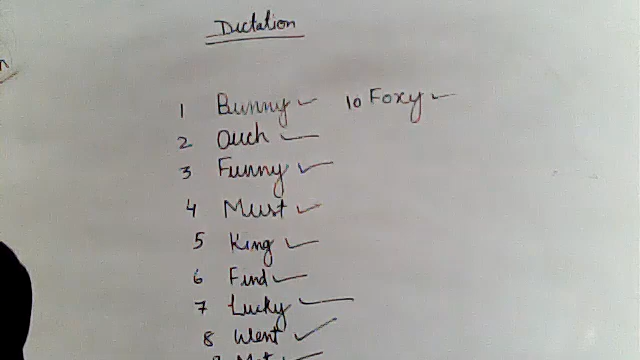 Dictation
1 Bunny 10 Foxy
2 Ouch
3 Funny
4 Must
5 King
6 Find
7 Lucky
8 Went